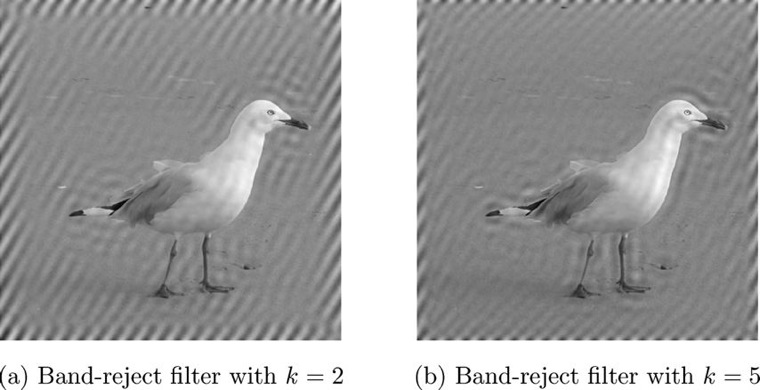 (a) Band-reject filter with k = 2
(b) Band-reject filter with k = 5